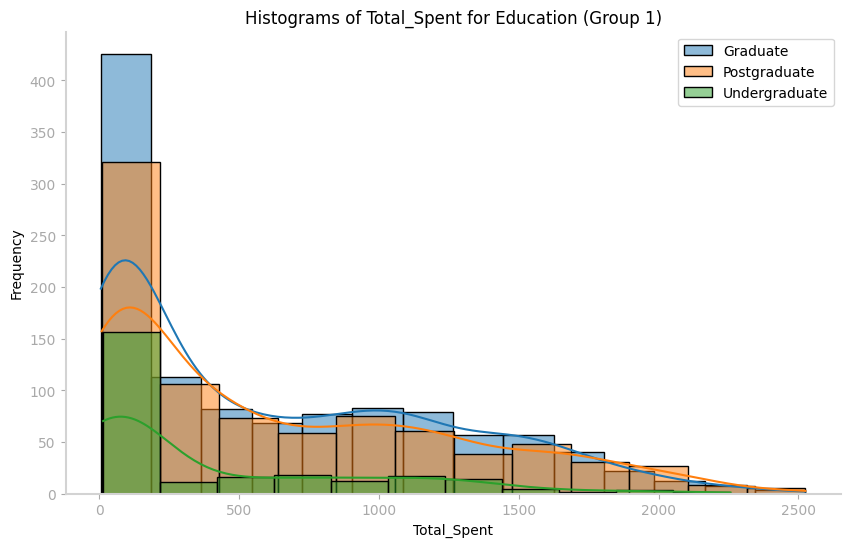 Histograms of Total_Spent for Education (Group 1)
Graduate
Postgraduate
Undergraduate
400
350
300
250
200
150
100
50
0
Frequency
0 500 1000 1500 2000 2500
Total_Spent